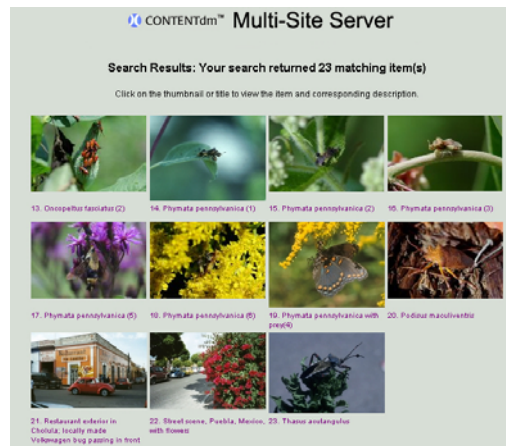 CONTENTdm™ Multi-Site Server
Search Results: Your search returned 23 matching item(s)
Click on the thumbnail or title to view the item and corresponding description.
13. Oncopeltus fasciatus (2)
14. Phymata pennsylvanica (1)
15. Phymata pennsylvanica (2)
16. Phymata pennsylvanica (3)
17. Phymata pennsylvanica (5)
18. Phymata pennsylvanica (6)
19. Phymata pennsylvanica with
prey(4)
20. Podizus maculiventris
21. Restaurant exterior in
Cholula; locally made
Volkswagen bug passing in front
22. Street scene, Puebla, Mexico,
with flowers
23. Thasus acutangulus